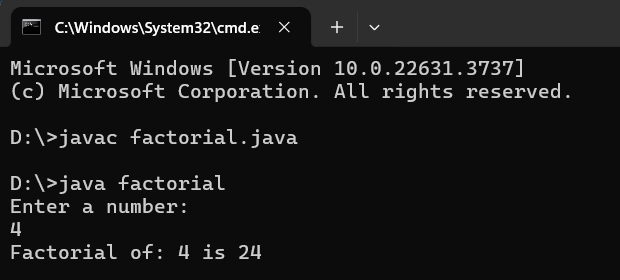 C:\Windows\System32\cmd.e
Microsoft Windows [Version 10.0.22631.3737]
(c) Microsoft Corporation. All rights reserved.
D:\>javac factorial.java
D:\>java factorial
Enter a number:
4
Factorial of: 4 is 24